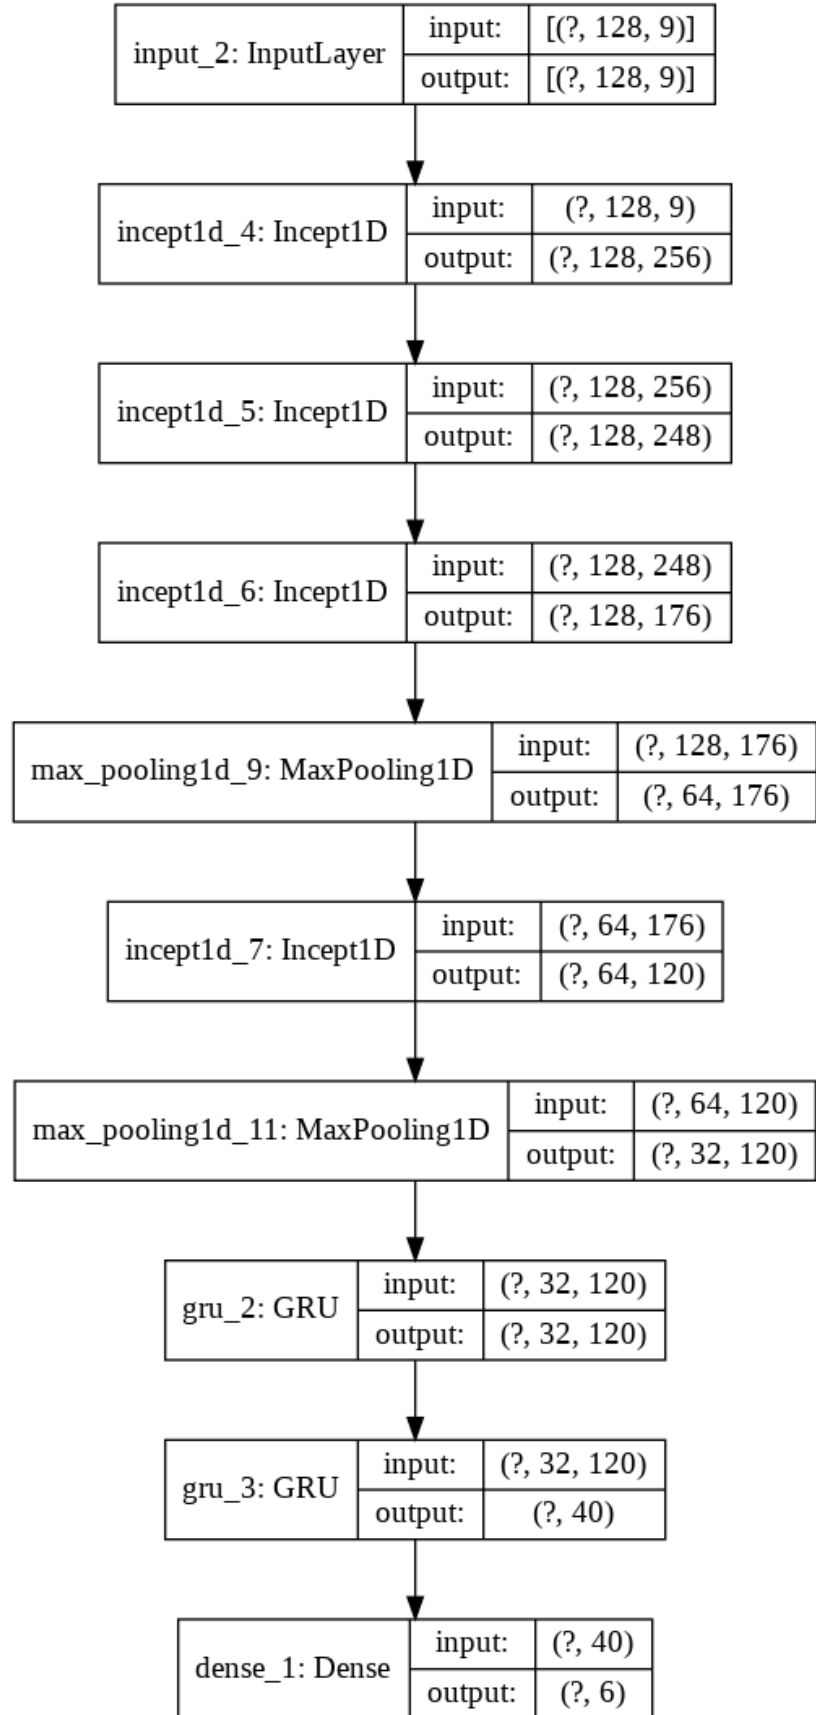 input_2: InputLayer
input: [(?, 128, 9)]
output: [(?, 128, 9)]
incept1d_4: Incept1D
input: (?, 128, 9)
output: (?, 128, 256)
incept1d_5: Incept1D
input: (?, 128, 256)
output: (?, 128, 248)
incept1d_6: Incept1D
input: (?, 128, 248)
output: (?, 128, 176)
max_pooling1d_9: MaxPooling1D
input: (?, 128, 176)
output: (?, 64, 176)
incept1d_7: Incept1D
input: (?, 64, 176)
output: (?, 64, 120)
max_pooling1d_11: MaxPooling1D
input: (?, 64, 120)
output: (?, 32, 120)
gru_2: GRU
input: (?, 32, 120)
output: (?, 32, 120)
gru_3: GRU
input: (?, 32, 120)
output: (?, 40)
dense_1: Dense
input: (?, 40)
output: (?, 6)